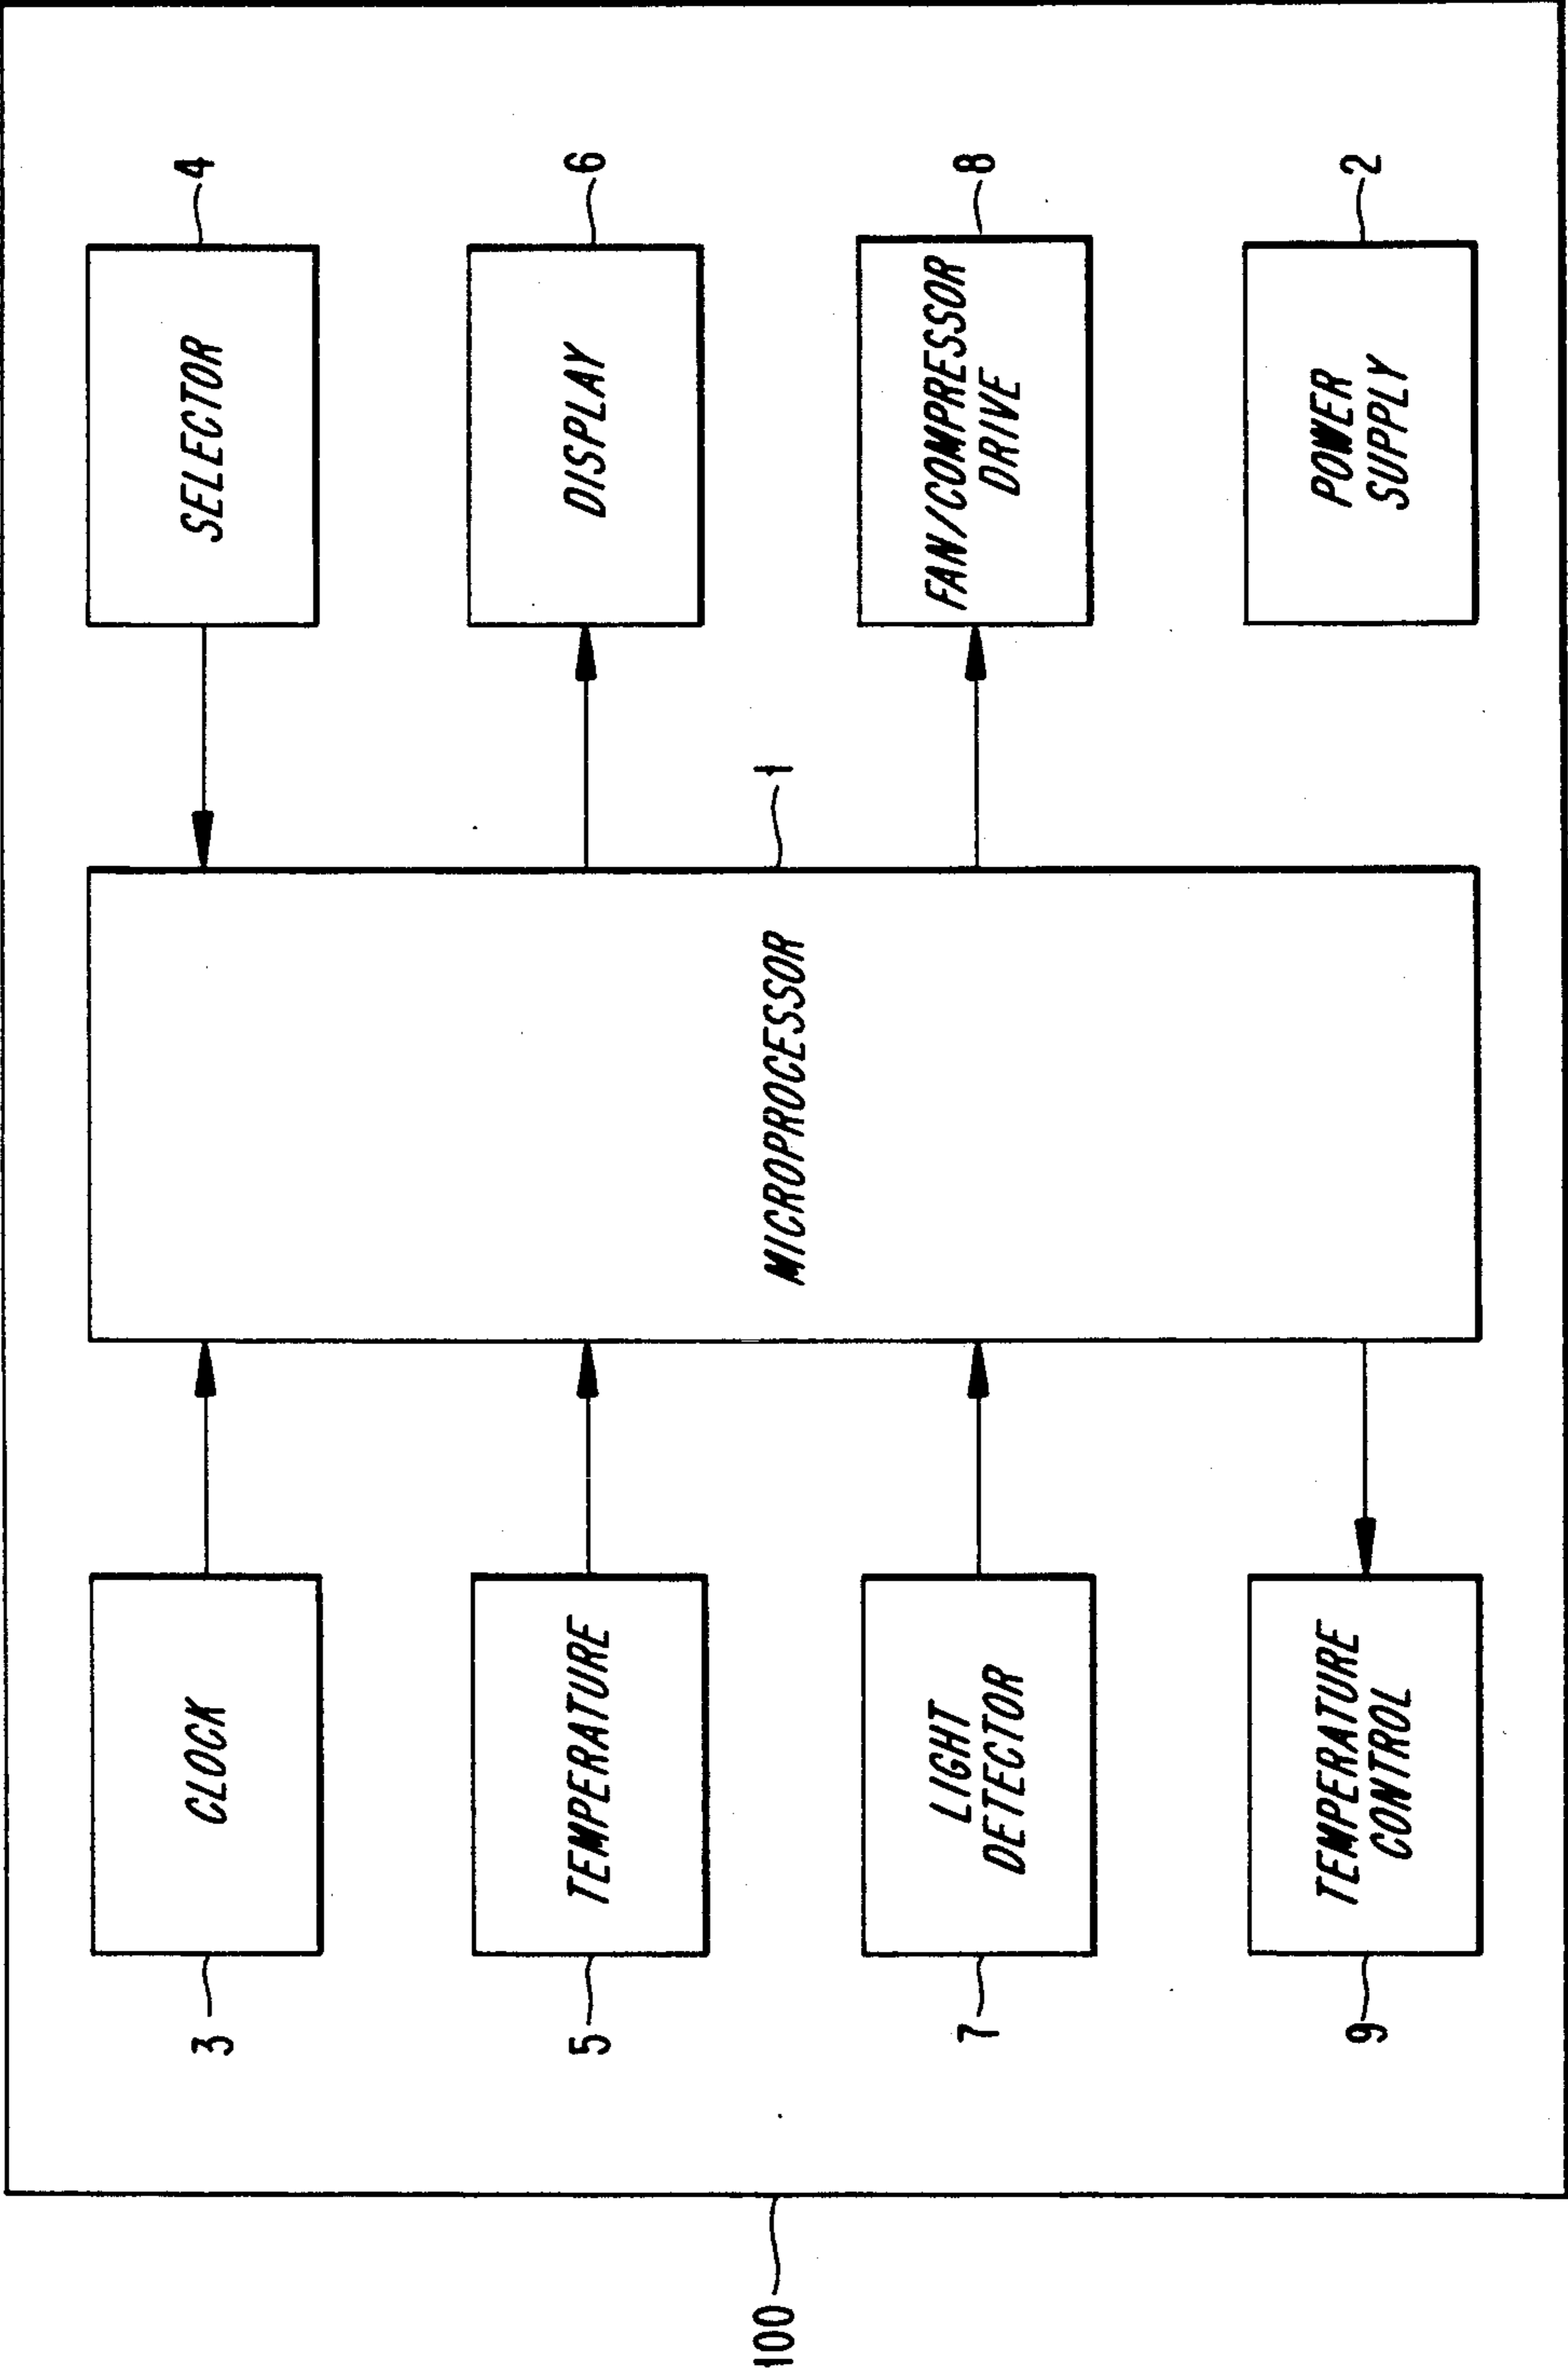 3
CLOCK
SELECTOR
4
5
TEMPERATURE
DISPLAY
6
MICROPROCESSOR
1
100
7
LIGHT
DETECTOR
FAN/COMPRESSOR
DRIVE
8
9
TEMPERATURE
CONTROL
POWER
SUPPLY
2